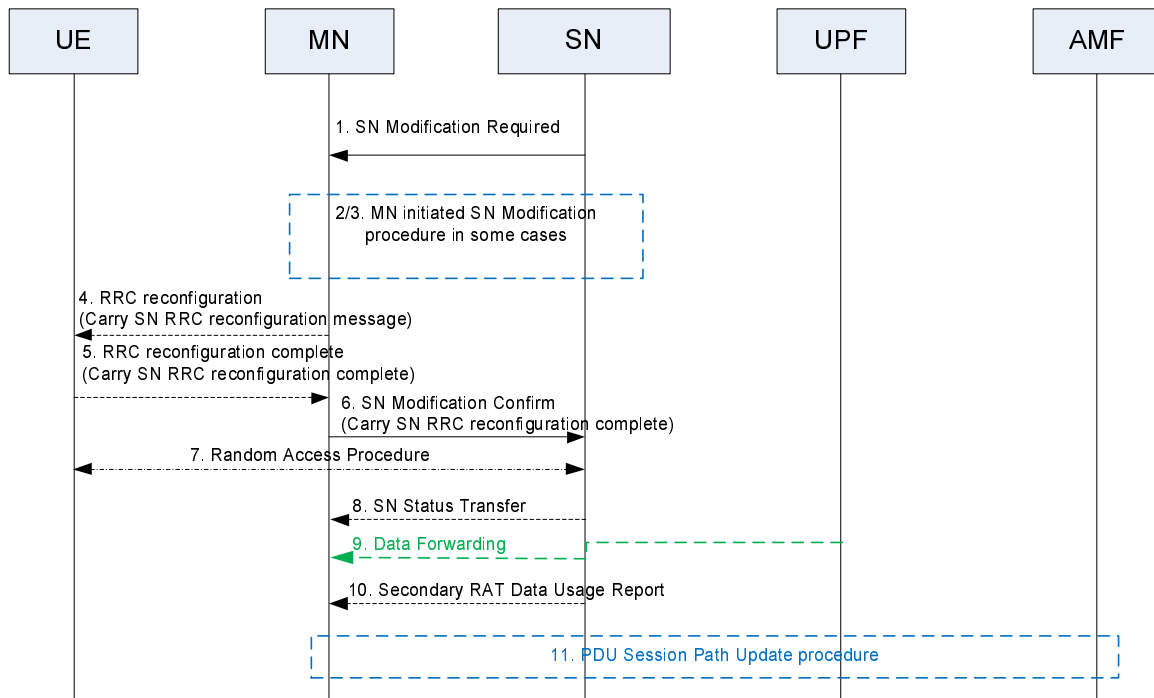 UE
MN
SN
UPF
AMF
1. SN Modification Required
2/3. MN initiated SN Modification
procedure in some cases
4. RRC reconfiguration
(Carry SN RRC reconfiguration message)
5. RRC reconfiguration complete
(Carry SN RRC reconfiguration complete)
6. SN Modification Confirm
(Carry SN RRC reconfiguration complete)
7. Random Access Procedure
8. SN Status Transfer
9. Data Forwarding
10. Secondary RAT Data Usage Report
11. PDU Session Path Update procedure